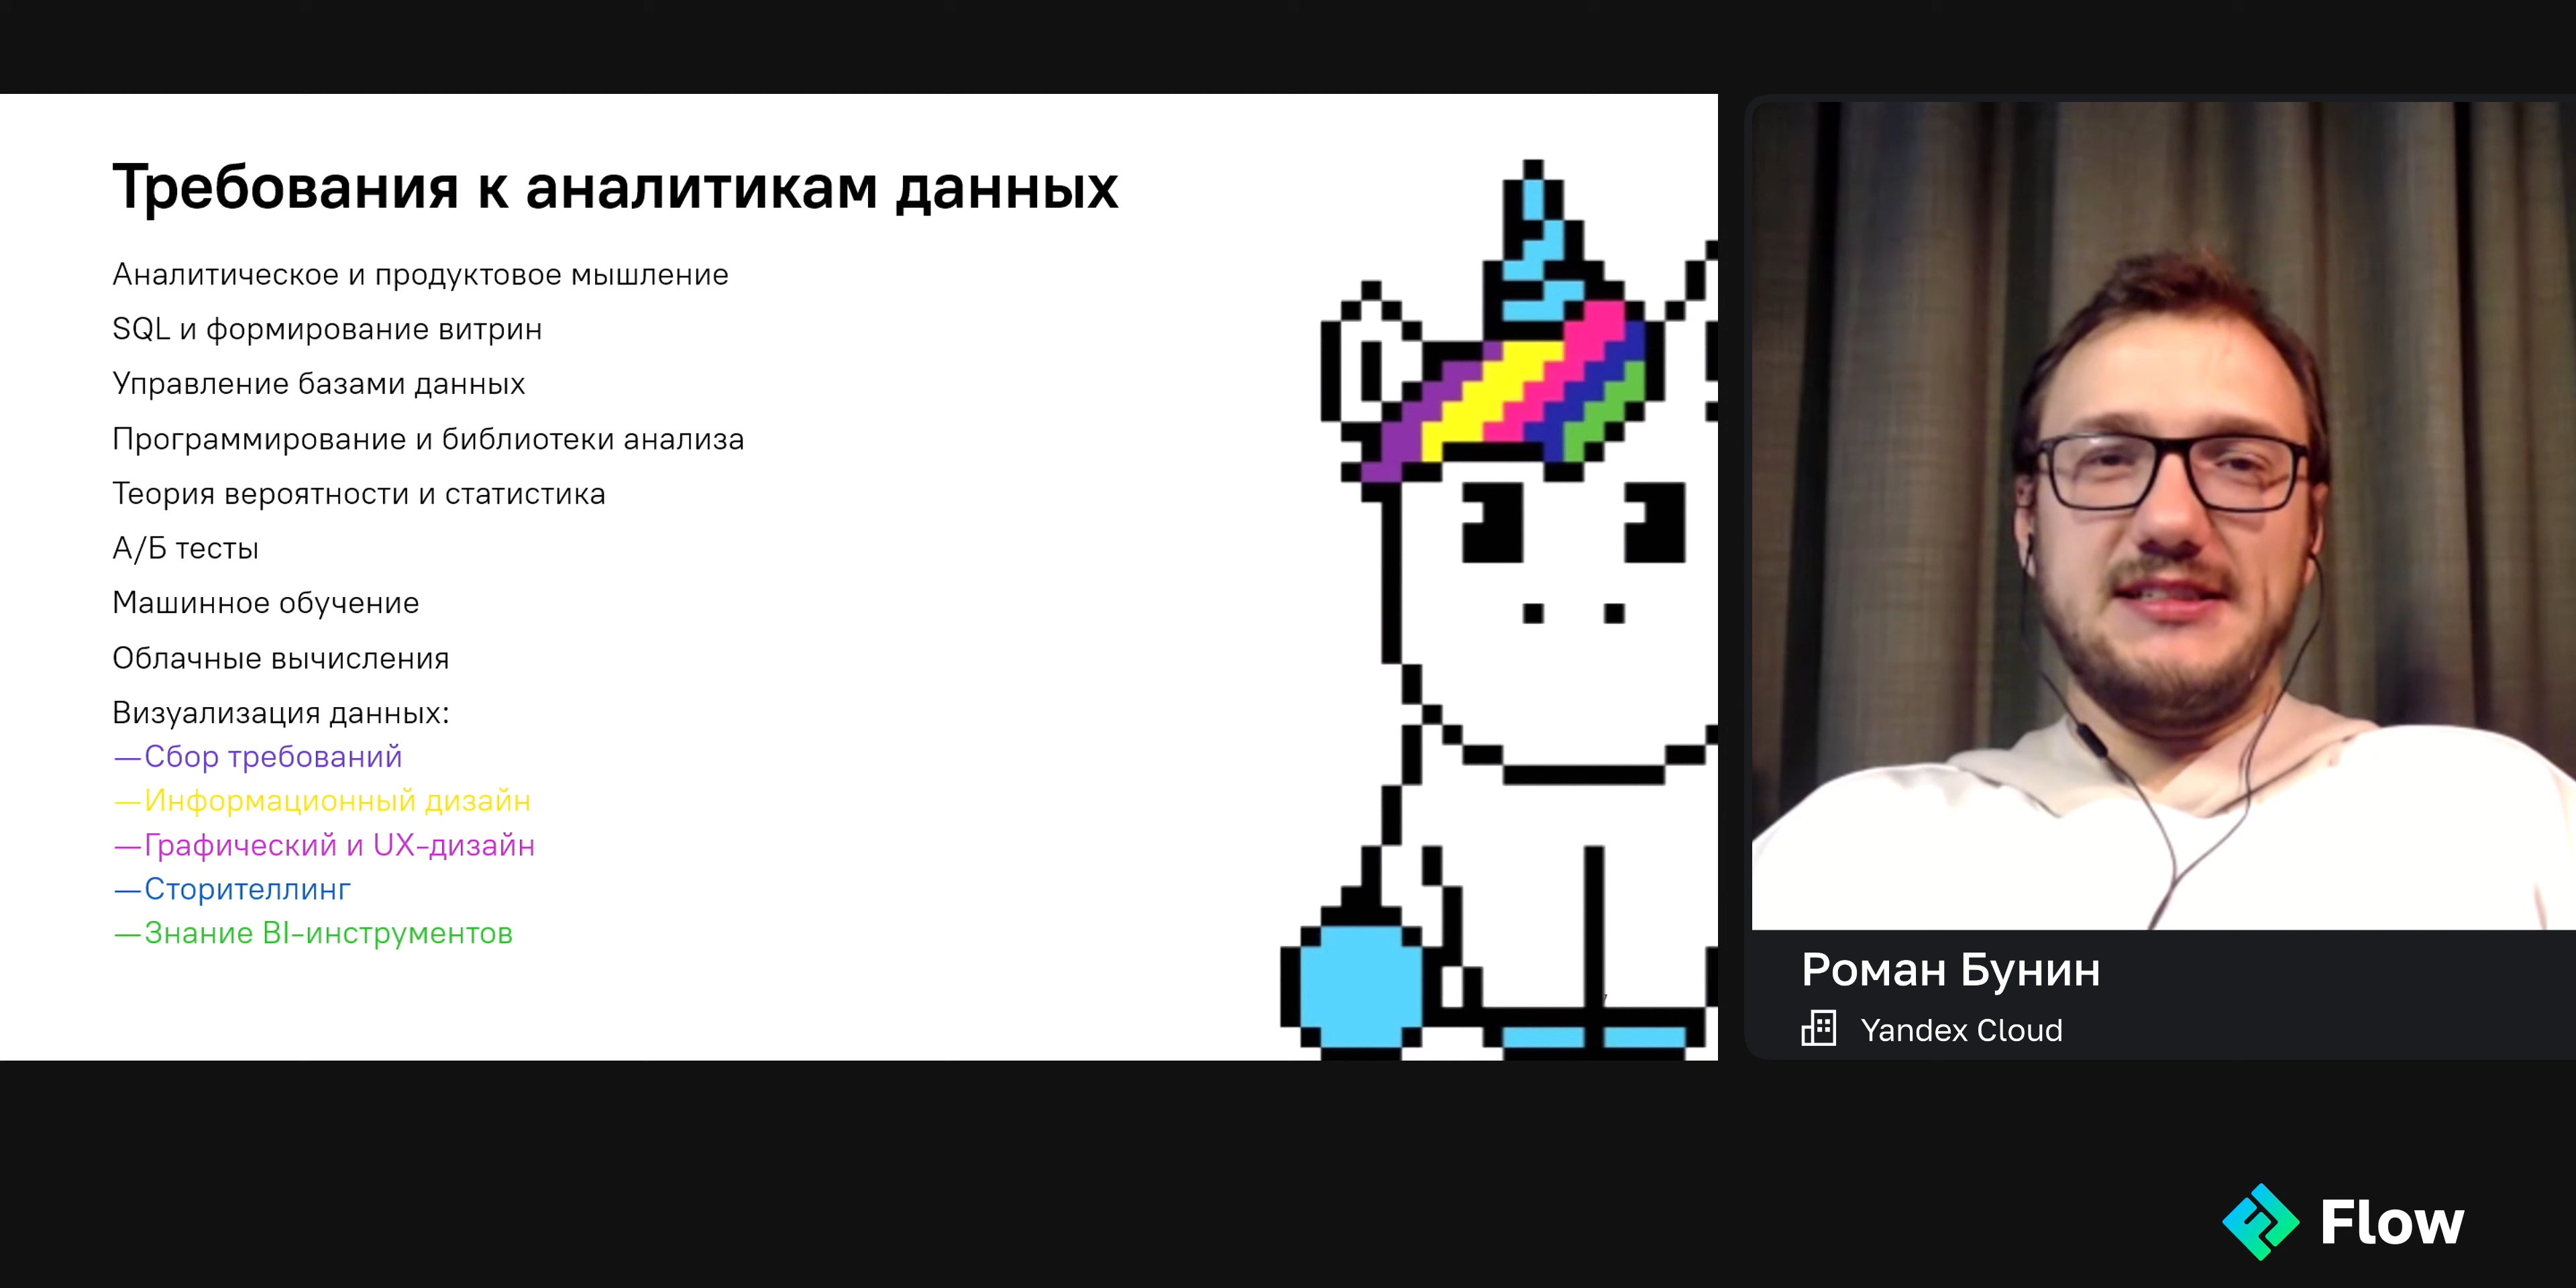 Требования к аналитикам данных
Аналитическое и продуктовое мышление
SQL и формирование витрин
Управление базами данных
Программирование и библиотеки анализа
Теория вероятности и статистика
А/Б тесты
Машинное обучение
Облачные вычисления
Визуализация данных:
—Сбор требований
—Информационный дизайн
—Графический и UX-дизайн
—Сторителлинг
—Знание BI-инструментов
Роман Бунин
Yandex Cloud
Flow